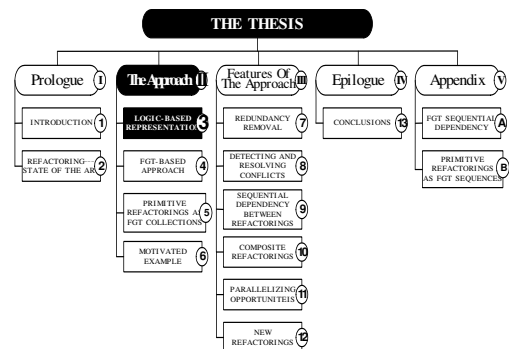 THE THESIS
Prologue I
INTRODUCTION 1
REFACTORING
STATE OF THE AR 2
The Approach II
LOGIC-BASED
REPRESENTATION 3
FGT-BASED
APPROACH 4
PRIMITIVE
REFACTORINGS A
FGT COLLECTIONS 5
MOTIVATED
EXAMPLE 6
Features Of
The Approach III
REDUNDANCY
REMOVAL 7
DETECTING AND
RESOLVING
CONFLICTS 8
SEQUENTIAL
DEPENDENCY
BETWEEN
REFACTORINGS 9
COMPOSITE
REFACTORINGS 10
PARALLELIZING
OPPORTUNITEIS 11
NEW
REFACTORINGS 12
Epilogue IV
CONCLUSIONS 13
Appendix V
FGT SEQUENTIAL
DEPENDENCY A
PRIMITIVE
REFACTORINGS
AS FGT SEQUENCES B